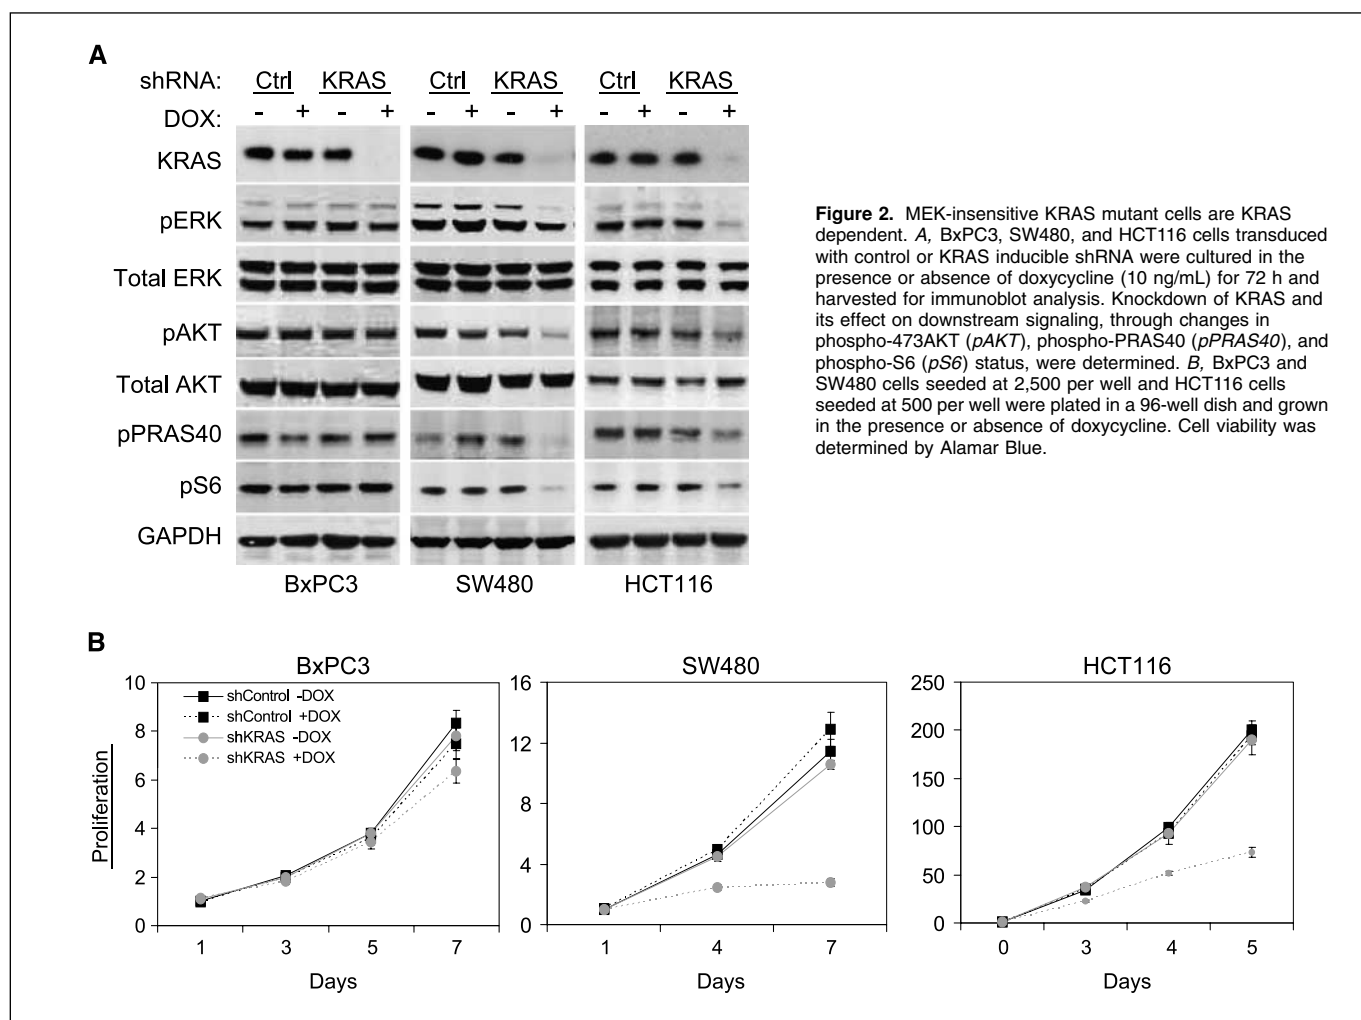 A
shRNA: Ctrl KRAS Ctrl KRAS Ctrl KRAS
DOX: - + - + - + - + - + - +
KRAS
pERK
Total ERK
pAKT
Total AKT
pPRAS40
pS6
GAPDH
BxPC3 SW480 HCT116
Figure 2. MEK-insensitive KRAS mutant cells are KRAS
dependent. A, BxPC3, SW480, and HCT116 cells transduced
with control or KRAS inducible shRNA were cultured in the
presence or absence of doxycycline (10 ng/mL) for 72 h and
harvested for immunoblot analysis. Knockdown of KRAS and
its effect on downstream signaling, through changes in
phospho-473AKT (pAKT), phospho-PRAS40 (pPRAS40), and
phospho-S6 (pS6) status, were determined. B, BxPC3 and
SW480 cells seeded at 2,500 per well and HCT116 cells
seeded at 500 per well were plated in a 96-well dish and grown
in the presence or absence of doxycycline. Cell viability was
determined by Alamar Blue.
B
BxPC3
Proliferation
10
8
6
4
2
0
shControl -DOX
shControl +DOX
shKRAS -DOX
shKRAS +DOX
1 3 5 7
Days
SW480
16
12
8
4
0
1 4 7
Days
HCT116
250
200
150
100
50
0
0 3 4 5
Days